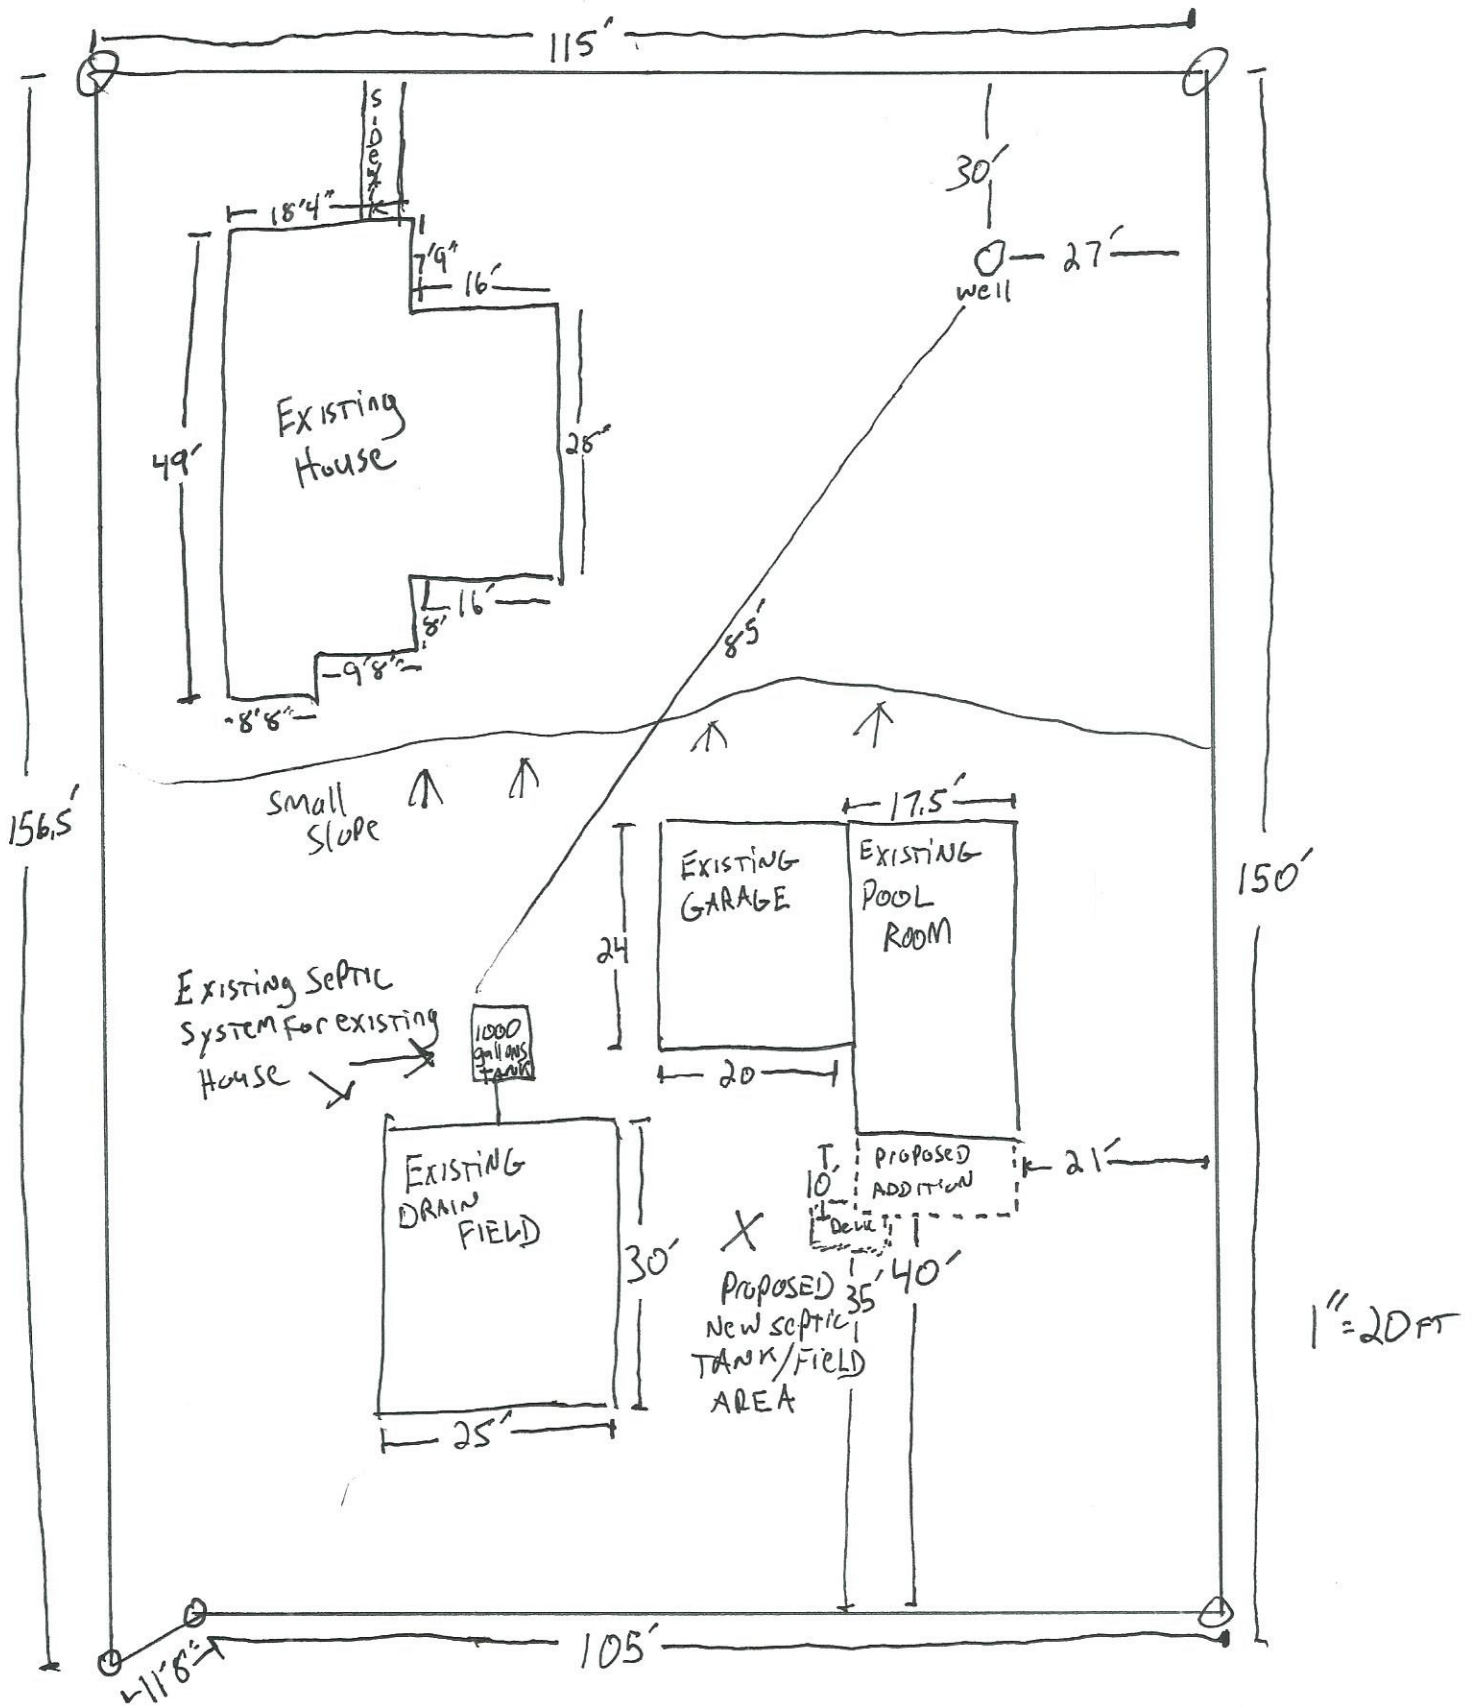 115'
SIDewalk
30'
18'4"
7'9"
16'
27'
well
Existing
House
49'
28'
16'
8'
9'8"
8'8"
85'
small
slope
156.5'
17.5'
EXISTING
GARAGE
EXISTING
POOL
ROOM
150'
24
Existing Septic
System For existing
House
1000
gallons
TANK
20
EXISTING
DRAIN
FIELD
10'
PROPOSED
ADDITION
21'
Deck
X
30'
35'
40'
PROPOSED
New septic
TANK/FIELD
AREA
1"=20 FT
25'
105'
11'8"